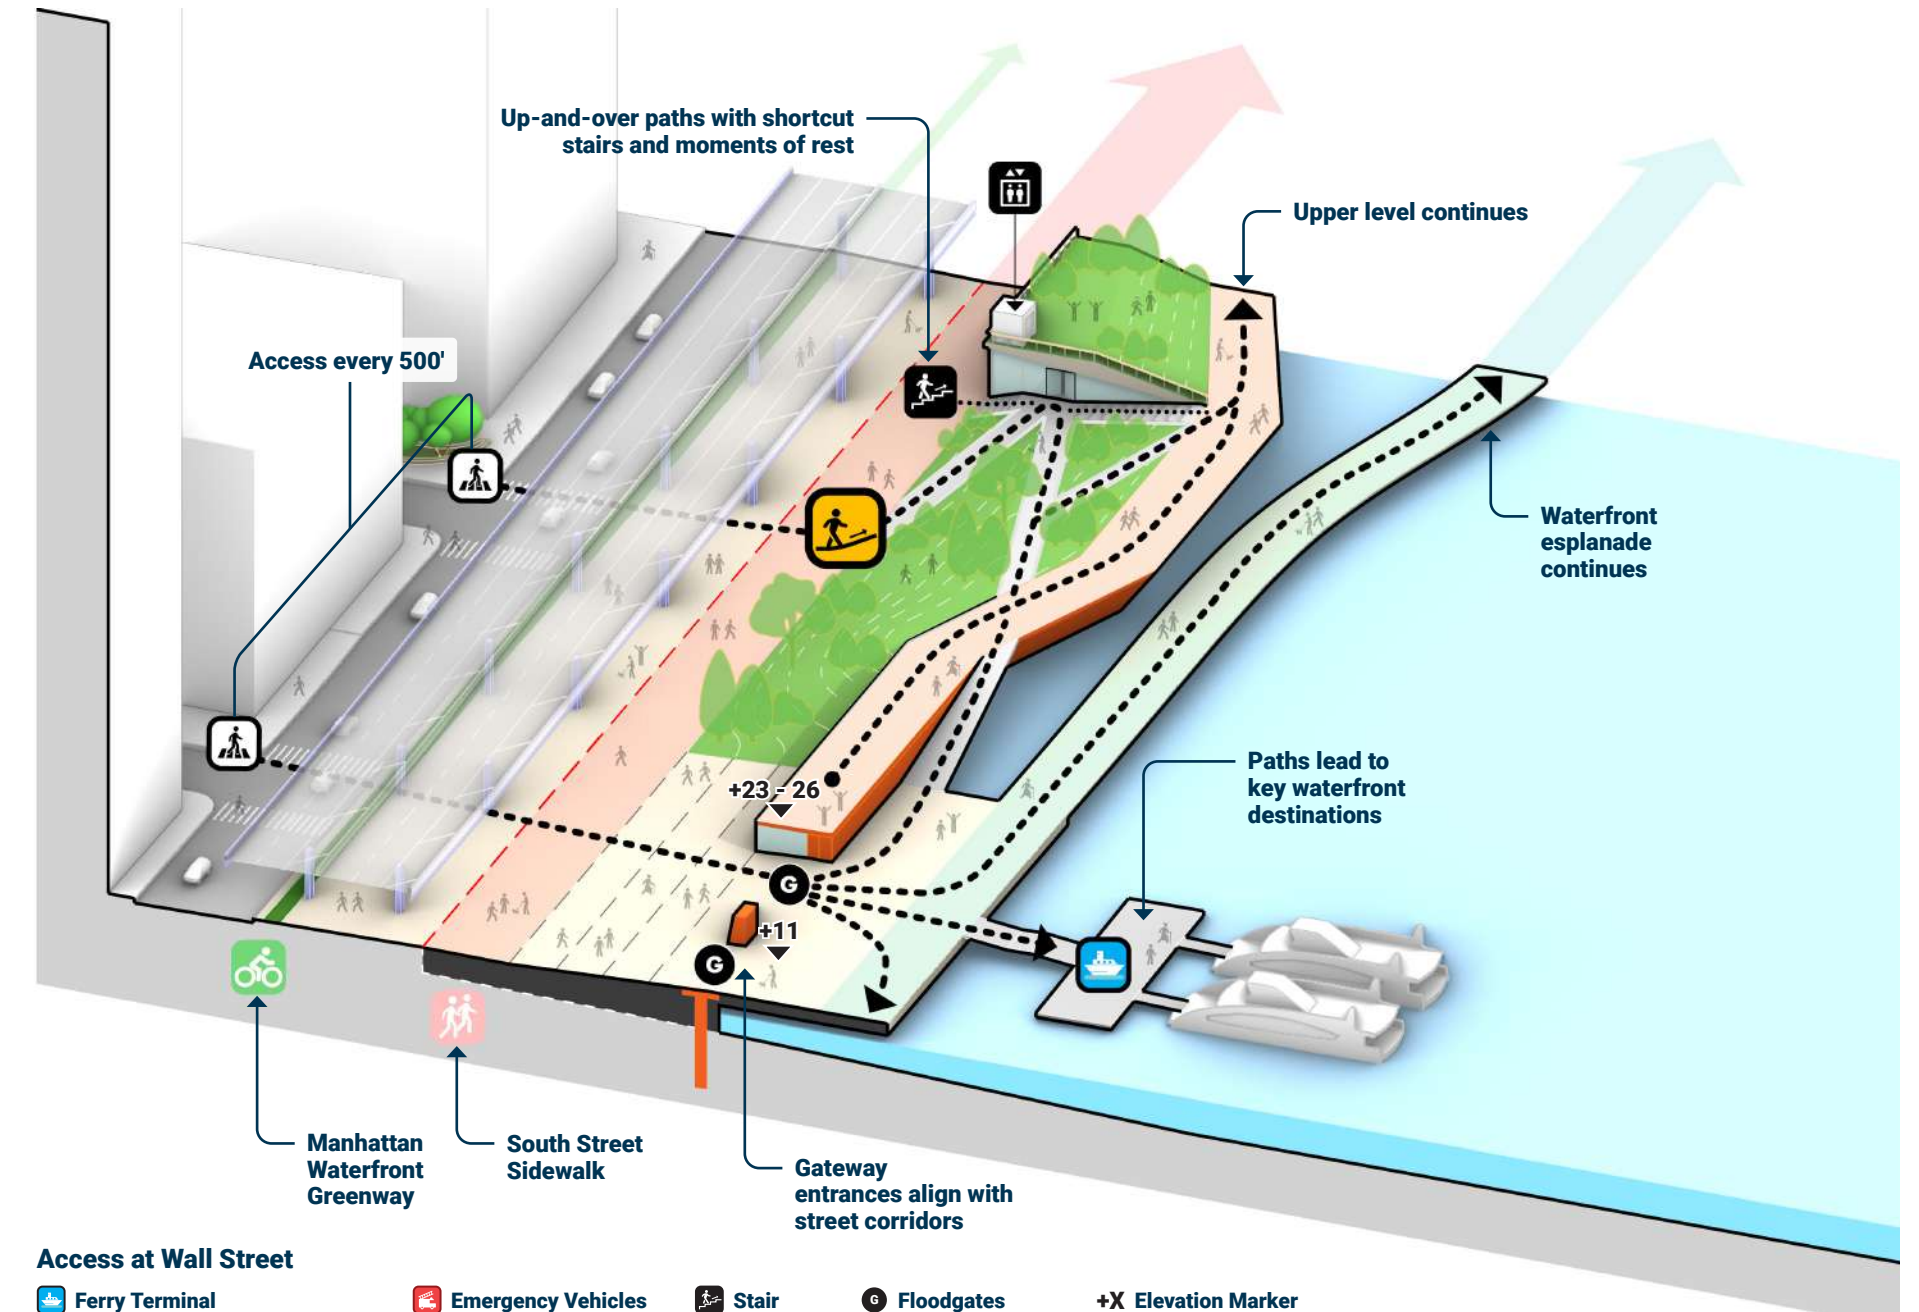 Up-and-over paths with shortcut
stairs and moments of rest
Upper level continues
Access every 500'
Waterfront
esplanade
continues
Paths lead to
key waterfront
destinations
+23 - 26
G
+11
G
Manhattan
Waterfront
Greenway
South Street
Sidewalk
Gateway
entrances align with
street corridors
Access at Wall Street
Ferry Terminal
Emergency Vehicles
Stair
G Floodgates
+X Elevation Marker